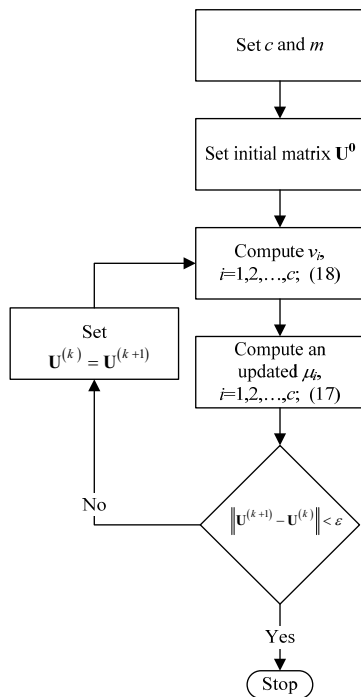 Set c and m
Set initial matrix U⁰
Compute vᵢ,
i=1,2,…,c; (18)
Compute an
updated μᵢ,
i=1,2,…,c; (17)
Set
U⁽ᵏ⁾ = U⁽ᵏ⁺¹⁾
‖U⁽ᵏ⁺¹⁾ − U⁽ᵏ⁾‖ < ε
No
Yes
Stop